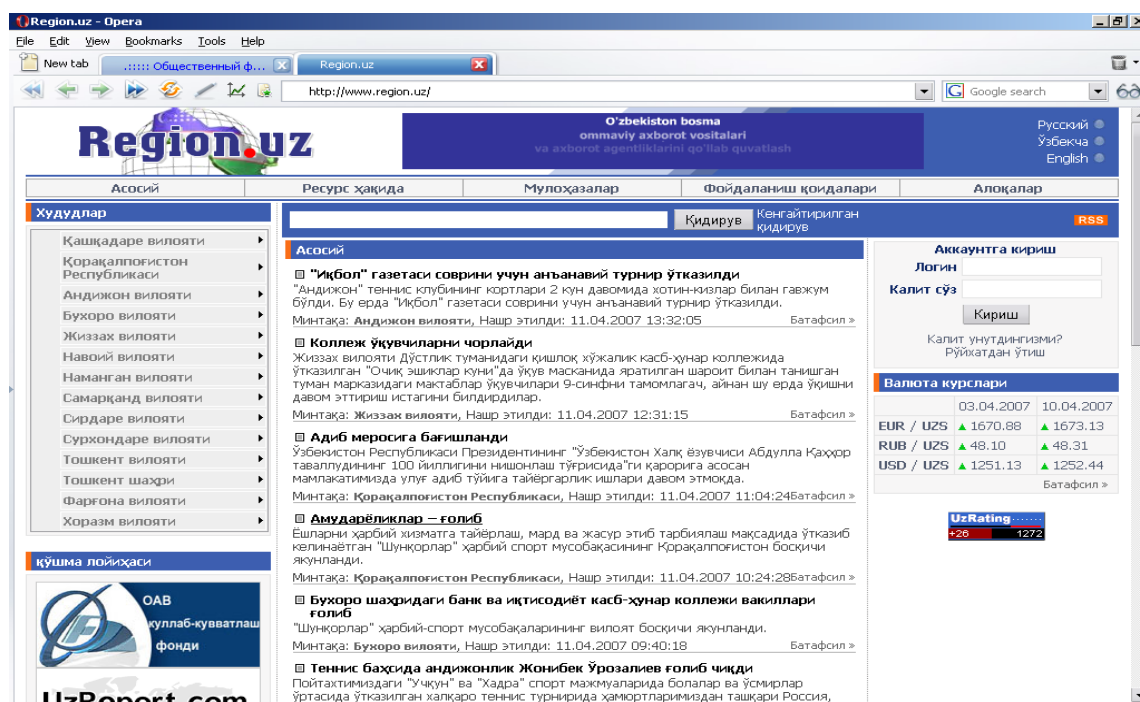 Region.uz - Opera
File Edit View Bookmarks Tools Help
New tab
.::::: Общественный ф...
Region.uz
http://www.region.uz/
Google search
Region.uz
O'zbekiston bosma
ommaviy axborot vositalari
va axborot agentliklarini qo'llab quvvatlash
Русский
Ўзбекча
English
Асосий
Ресурс ҳақида
Мулоҳазалар
Фойдаланиш қоидалари
Алоқалар
Худудлар
Қашқадаре вилояти
Қорақалпоғистон
Республикаси
Андижон вилояти
Бухоро вилояти
Жиззах вилояти
Навоий вилояти
Наманган вилояти
Самарқанд вилояти
Сирдаре вилояти
Сурхондаре вилояти
Тошкент вилояти
Тошкент шаҳри
Фарғона вилояти
Хоразм вилояти
қўшма лойиҳаси
ОАВ
куллаб-кувватлаш
фонди
UzReport.com
Қидирув
Кенгайтирилган
қидирув
RSS
Асосий
"Иқбол" газетаси соврини учун анъанавий турнир ўтказилди
"Андижон" теннис клубининг кортлари 2 кун давомида хотин-кизлар билан гавжум
бўлди. Бу ерда "Иқбол" газетаси соврини учун анъанавий турнир ўтказилди.
Минтақа: Андижон вилояти, Нашр этилди: 11.04.2007 13:32:05 Батафсил »
Коллеж ўқувчиларни чорлайди
Жиззах вилояти Дўстлик туманидаги қишлоқ хўжалик касб-ҳунар коллежида
ўтказилган "Очиқ эшиклар куни"да ўқув масканида яратилган шароит билан танишган
туман марказидаги мактаблар ўқувчилари 9-синфни тамомлагач, айнан шу ерда ўқишни
давом эттириш истагини билдирдилар.
Минтақа: Жиззах вилояти, Нашр этилди: 11.04.2007 12:31:15 Батафсил »
Адиб меросига бағишланди
Ўзбекистон Республикаси Президентининг "Ўзбекистон Халқ ёзувчиси Абдулла Қаҳҳор
таваллудининг 100 йиллигини нишонлаш тўғрисида"ги қарорига асосан
мамлакатимизда улуғ адиб тўйига тайёргарлик ишлари давом этмоқда.
Минтақа: Қорақалпоғистон Республикаси, Нашр этилди: 11.04.2007 11:04:24Батафсил »
Амударёликлар – ғолиб
Ёшларни ҳарбий хизматга тайёрлаш, мард ва жасур этиб тарбиялаш мақсадида ўтказиб
келинаётган "Шунқорлар" ҳарбий спорт мусобақасининг Қорақалпоғистон босқичи
якунланди.
Минтақа: Қорақалпоғистон Республикаси, Нашр этилди: 11.04.2007 10:24:28Батафсил »
Бухоро шаҳридаги банк ва иқтисодиёт касб-ҳунар коллежи вакиллари
ғолиб
"Шунқорлар" ҳарбий-спорт мусобақаларининг вилоят босқичи якунланди.
Минтақа: Бухоро вилояти, Нашр этилди: 11.04.2007 09:40:18 Батафсил »
Теннис баҳсида андижонлик Жонибек Ўрозалиев ғолиб чиқди
Пойтахтимиздаги "Учқун" ва "Хадра" спорт мажмуаларида болалар ва ўсмирлар
ўртасида ўтказилган халқаро теннис турнирида ҳамюртларимиздан ташқари Россия,
Аккаунтга кириш
Логин
Калит сўз
Кириш
Калит унутдингизми?
Рўйхатдан ўтиш
Валюта курслари
03.04.2007 10.04.2007
EUR / UZS 1670.88 1673.13
RUB / UZS 48.10 48.31
USD / UZS 1251.13 1252.44
Батафсил »
UzRating
+26 1272